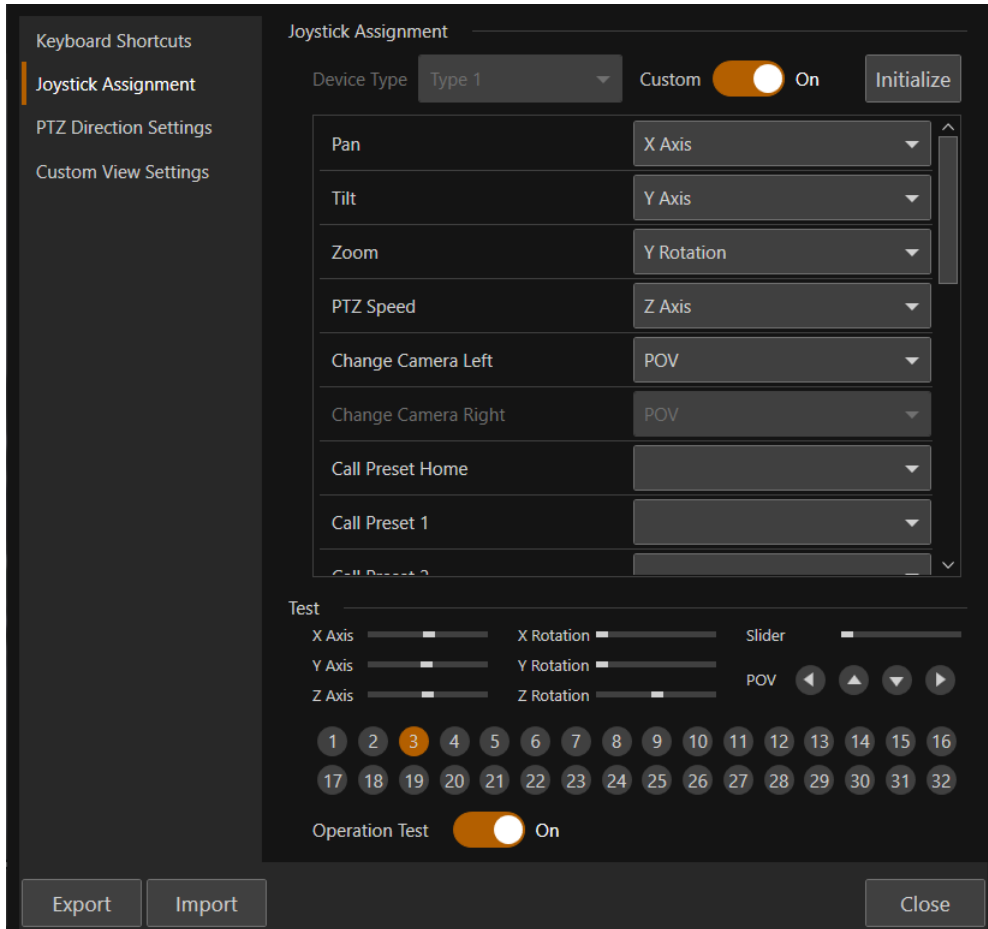 Keyboard Shortcuts
Joystick Assignment
PTZ Direction Settings
Custom View Settings
Joystick Assignment
Device Type Type 1 Custom On Initialize
Pan X Axis
Tilt Y Axis
Zoom Y Rotation
PTZ Speed Z Axis
Change Camera Left POV
Change Camera Right POV
Call Preset Home
Call Preset 1
Call Preset 2
Test
X Axis X Rotation Slider
Y Axis Y Rotation
Z Axis Z Rotation POV
1 2 3 4 5 6 7 8 9 10 11 12 13 14 15 16
17 18 19 20 21 22 23 24 25 26 27 28 29 30 31 32
Operation Test On
Export Import Close